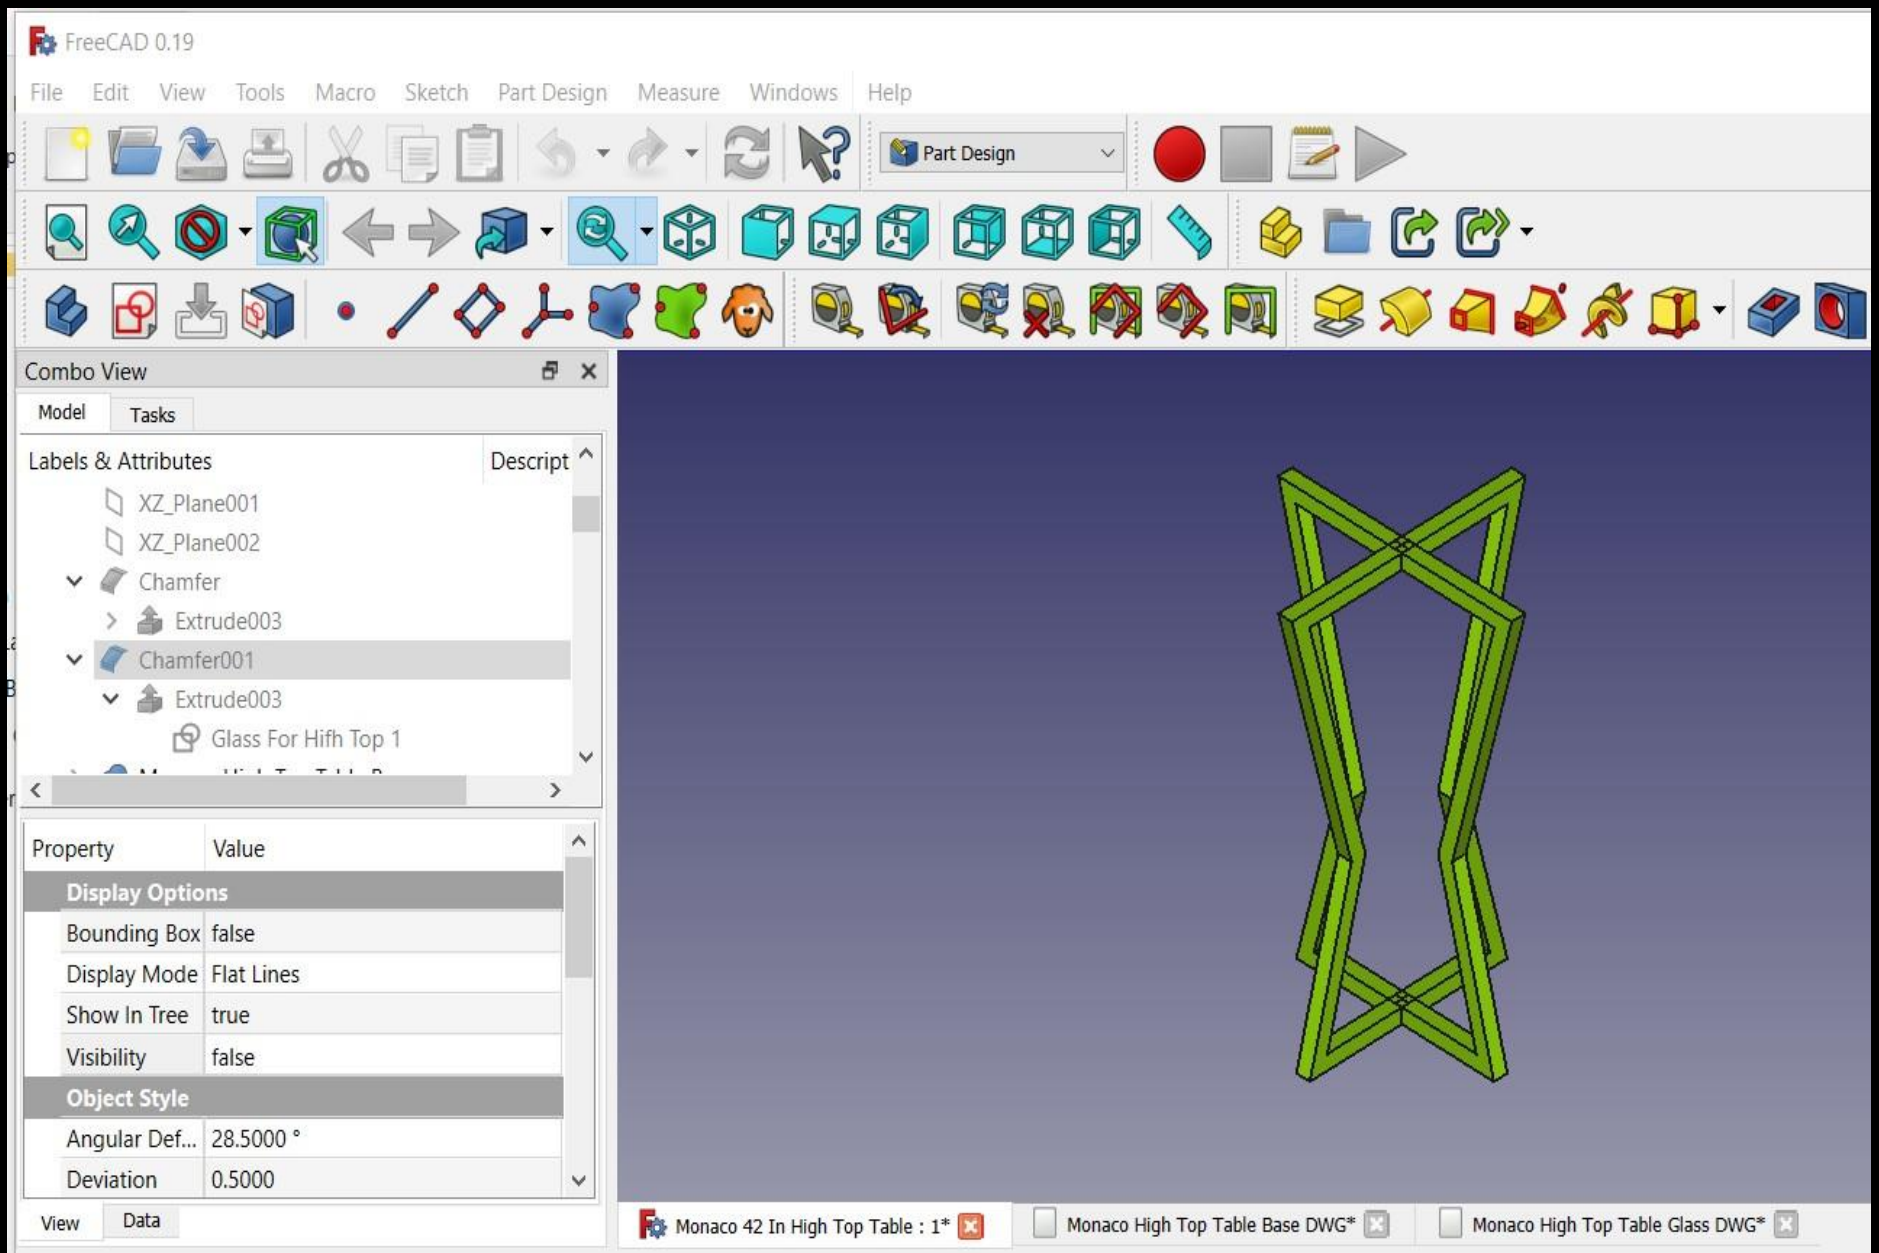 FreeCAD 0.19
File Edit View Tools Macro Sketch Part Design Measure Windows Help
Part Design
Combo View
Model Tasks
Labels & Attributes Descript
XZ_Plane001
XZ_Plane002
Chamfer
Extrude003
Chamfer001
Extrude003
Glass For Hifh Top 1
Property Value
Display Options
Bounding Box false
Display Mode Flat Lines
Show In Tree true
Visibility false
Object Style
Angular Def... 28.5000 °
Deviation 0.5000
View Data
Monaco 42 In High Top Table : 1* Monaco High Top Table Base DWG* Monaco High Top Table Glass DWG*